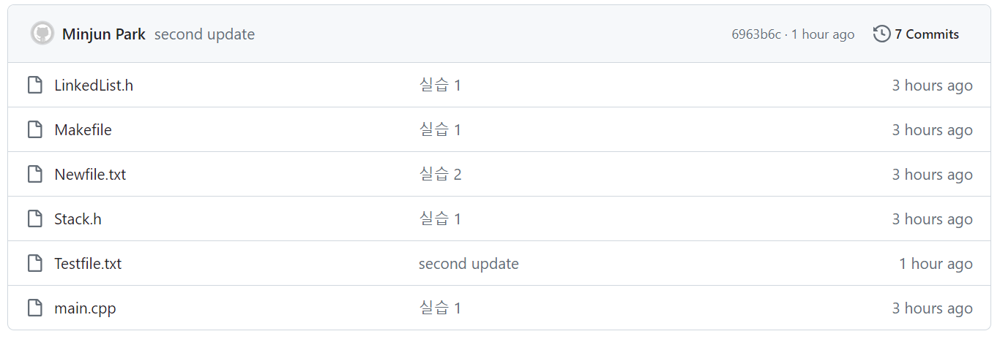 Minjun Park second update 6963b6c · 1 hour ago 7 Commits
LinkedList.h 실습 1 3 hours ago
Makefile 실습 1 3 hours ago
Newfile.txt 실습 2 3 hours ago
Stack.h 실습 1 3 hours ago
Testfile.txt second update 1 hour ago
main.cpp 실습 1 3 hours ago